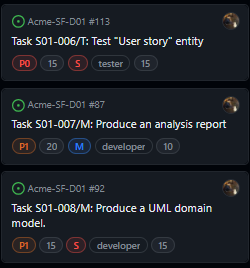 Acme-SF-D01 #113
Task S01-006/T: Test "User story" entity
P0 15 S tester 15
Acme-SF-D01 #87
Task S01-007/M: Produce an analysis report
P1 20 M developer 10
Acme-SF-D01 #92
Task S01-008/M: Produce a UML domain
model.
P1 15 S developer 15